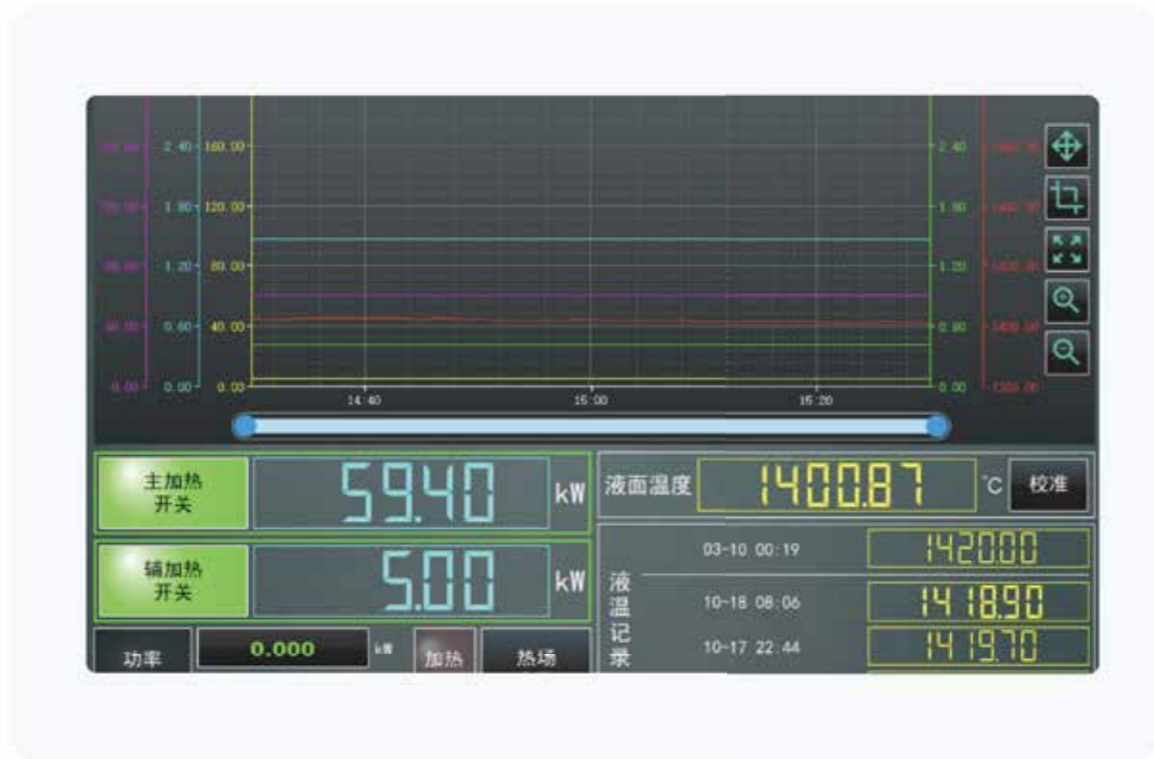 2.40 160.00 2.40
1.80 120.00 1.80
1.20 80.00 1.20
0.60 40.00 0.60
0.00 0.00 0.00 0.00
14:40 15:00 15:20
主加热
开关
59.40 kW
液面温度 1400.87 °C 校准
辅加热
开关
5.00 kW
液温记录
03-10 00:19 1420.00
10-18 08:06 1418.90
10-17 22:44 1419.70
功率 0.000 kW 加热 热场